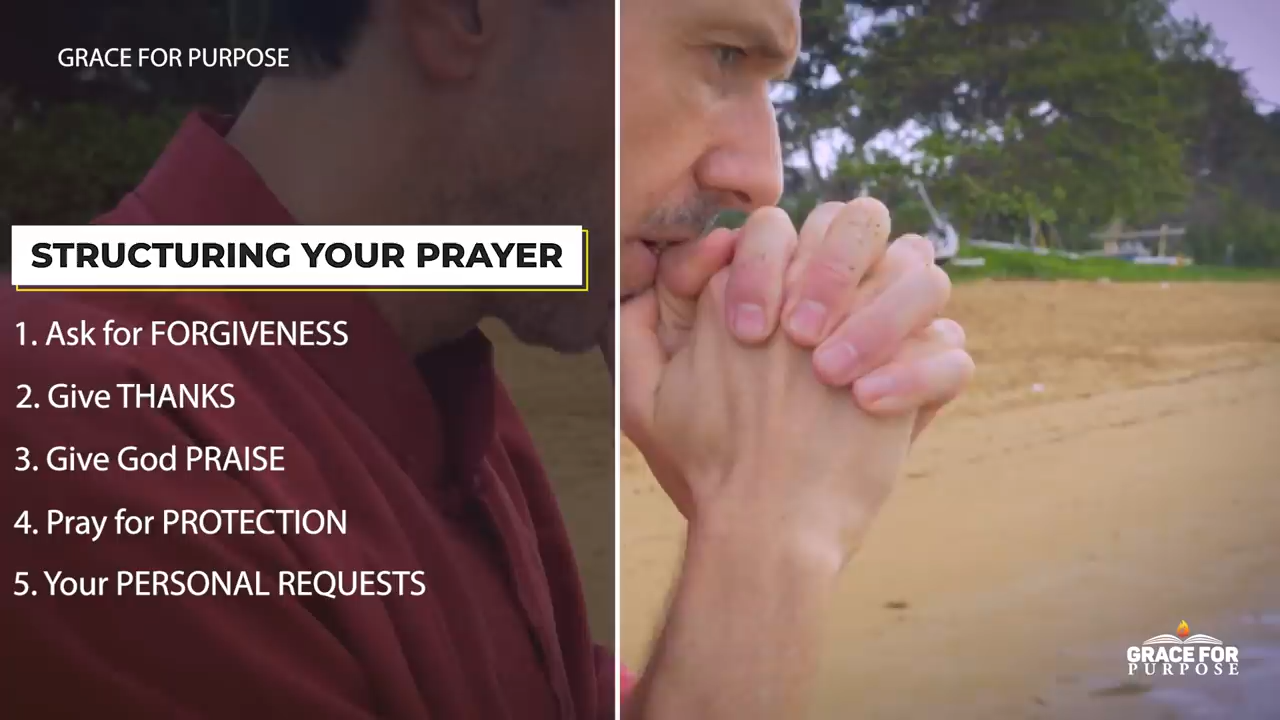 GRACE FOR PURPOSE
STRUCTURING YOUR PRAYER
1. Ask for FORGIVENESS
2. Give THANKS
3. Give God PRAISE
4. Pray for PROTECTION
5. Your PERSONAL REQUESTS
GRACE FOR
PURPOSE